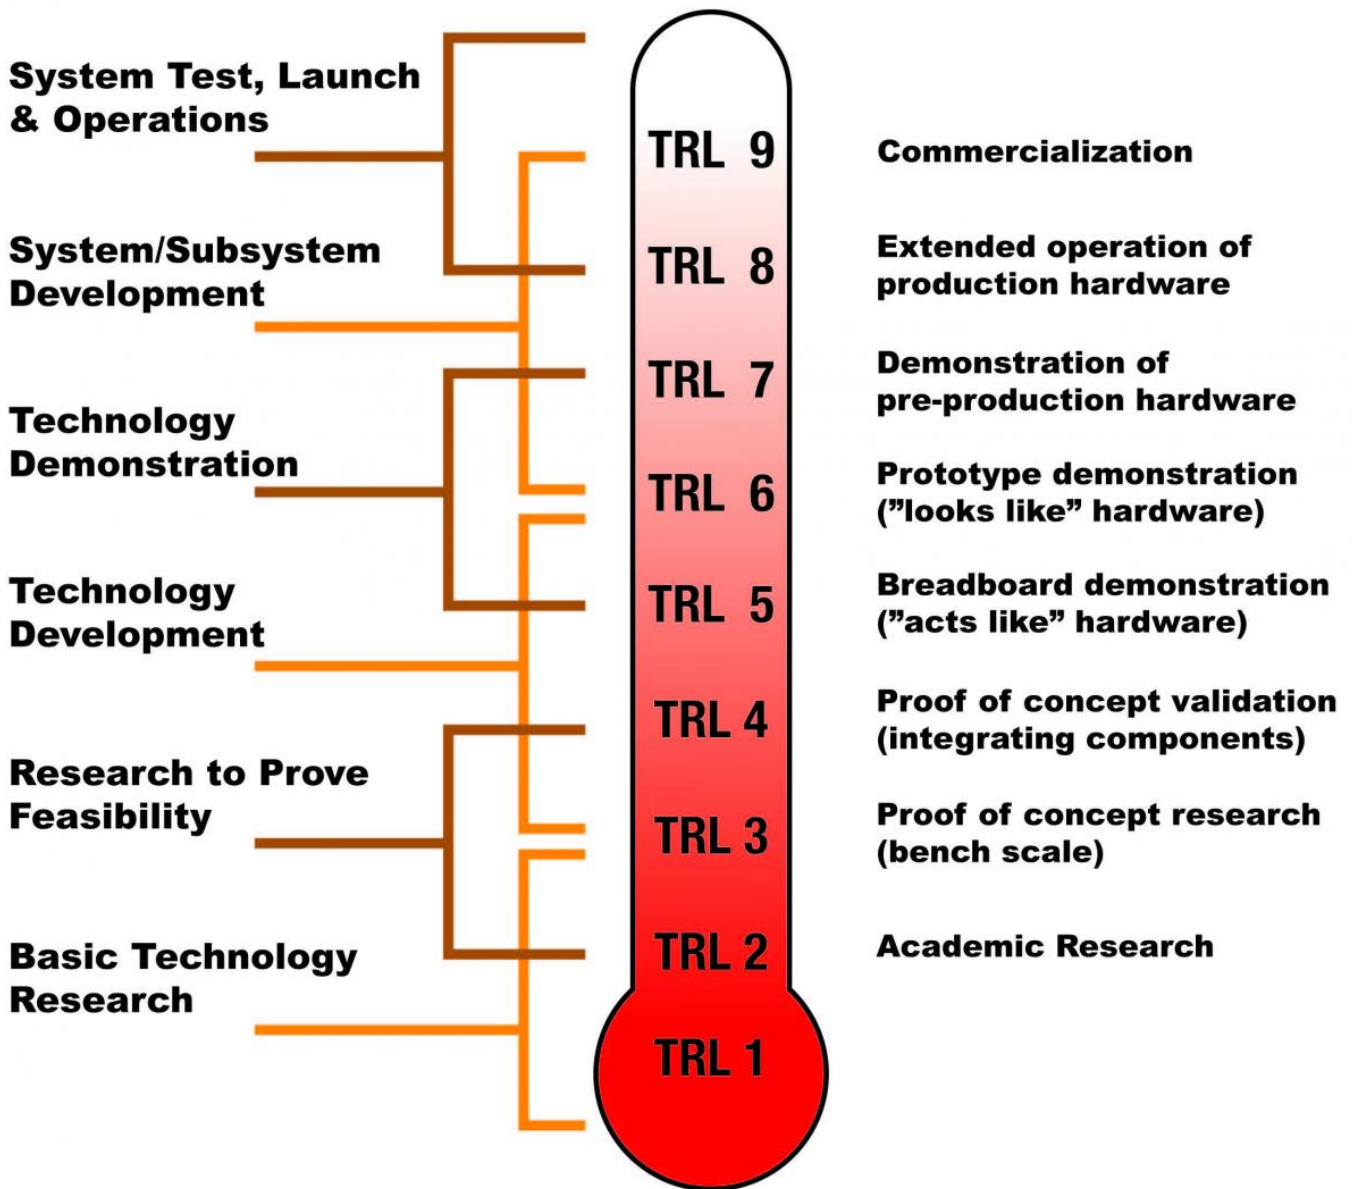 System Test, Launch
& Operations
System/Subsystem
Development
Technology
Demonstration
Technology
Development
Research to Prove
Feasibility
Basic Technology
Research
TRL 9
TRL 8
TRL 7
TRL 6
TRL 5
TRL 4
TRL 3
TRL 2
TRL 1
Commercialization
Extended operation of
production hardware
Demonstration of
pre-production hardware
Prototype demonstration
(”looks like” hardware)
Breadboard demonstration
(”acts like” hardware)
Proof of concept validation
(integrating components)
Proof of concept research
(bench scale)
Academic Research